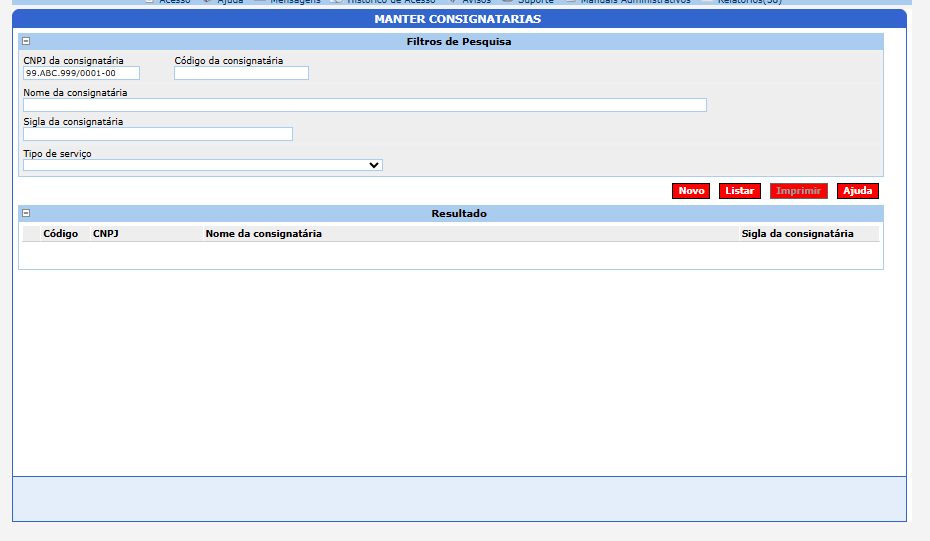 Acesso Ajuda Mensagens Histórico de Acesso Avisos Suporte Manuais Administrativos Relatórios(30)
MANTER CONSIGNATARIAS
Filtros de Pesquisa
CNPJ da consignatária Código da consignatária
99.ABC.999/0001-00
Nome da consignatária
Sigla da consignatária
Tipo de serviço
Novo Listar Imprimir Ajuda
Resultado
Código CNPJ Nome da consignatária Sigla da consignatária